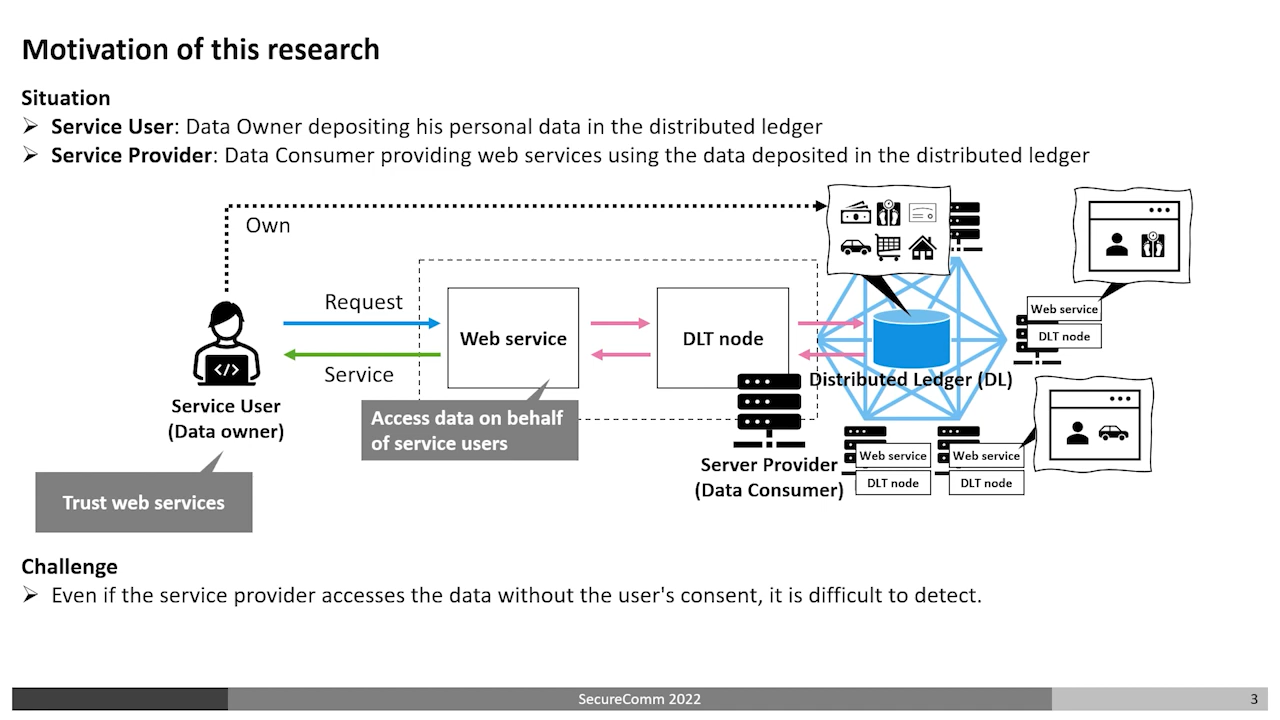 Motivation of this research
Situation
Service User: Data Owner depositing his personal data in the distributed ledger
Service Provider: Data Consumer providing web services using the data deposited in the distributed ledger
Own
Request
Service
Web service
DLT node
Service User
(Data owner)
Trust web services
Access data on behalf
of service users
Distributed Ledger (DL)
Server Provider
(Data Consumer)
Web service
DLT node
Web service
DLT node
Web service
DLT node
Challenge
Even if the service provider accesses the data without the user's consent, it is difficult to detect.
SecureComm 2022
3